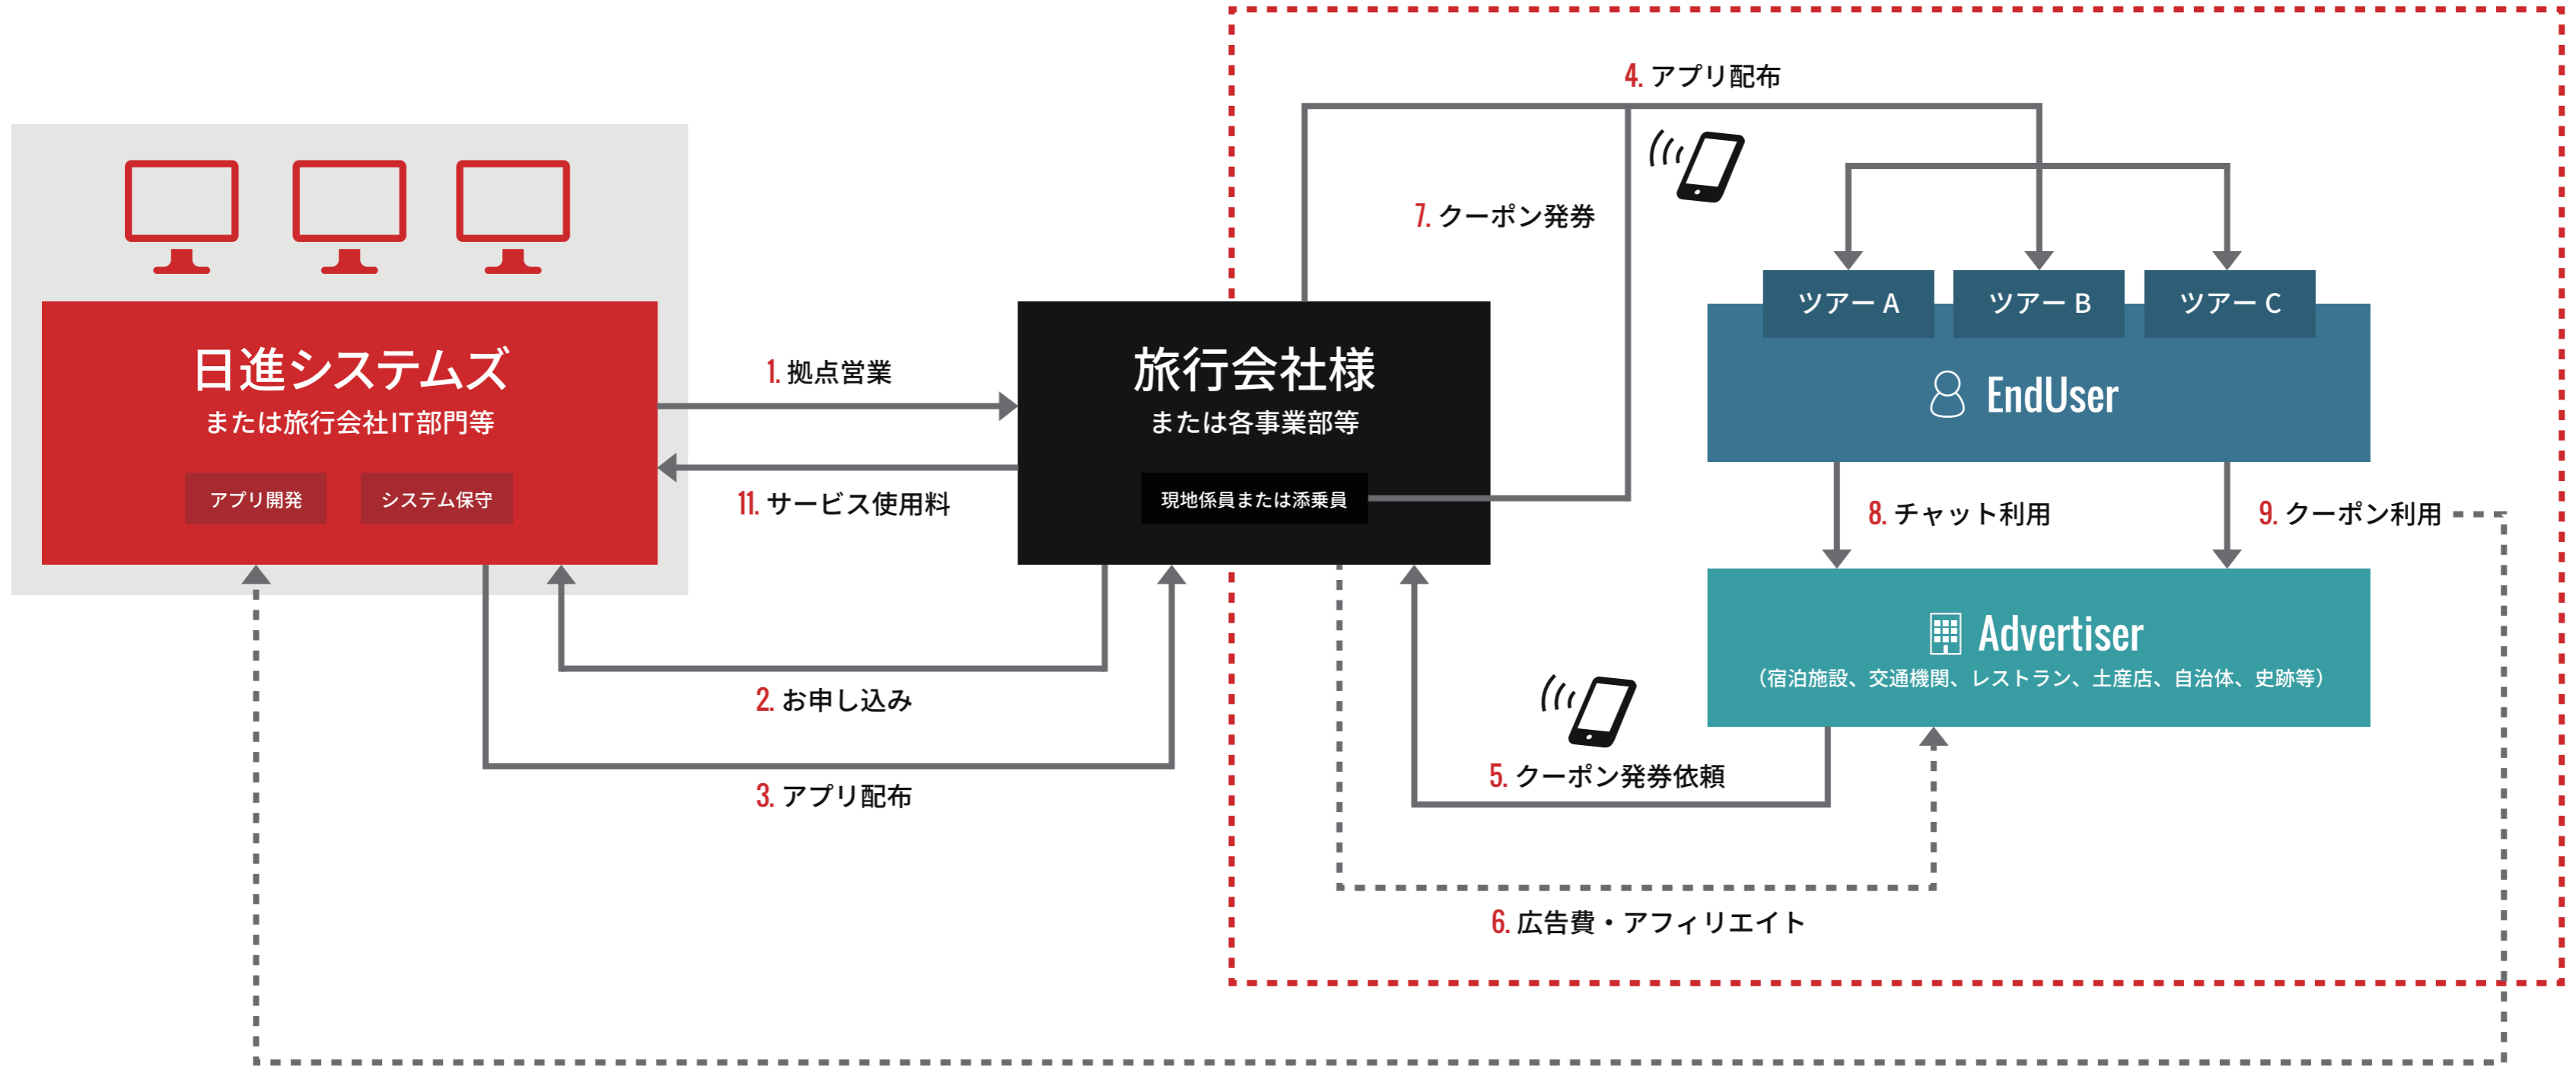 4. アプリ配布
7. クーポン発券
ツアー A
ツアー B
ツアー C
EndUser
日進システムズ
または旅行会社IT部門等
アプリ開発
システム保守
1. 拠点営業
11. サービス使用料
旅行会社様
または各事業部等
現地係員または添乗員
8. チャット利用
9. クーポン利用
Advertiser
（宿泊施設、交通機関、レストラン、土産店、自治体、史跡等）
2. お申し込み
3. アプリ配布
5. クーポン発券依頼
6. 広告費・アフィリエイト